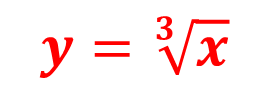 y = ∛x